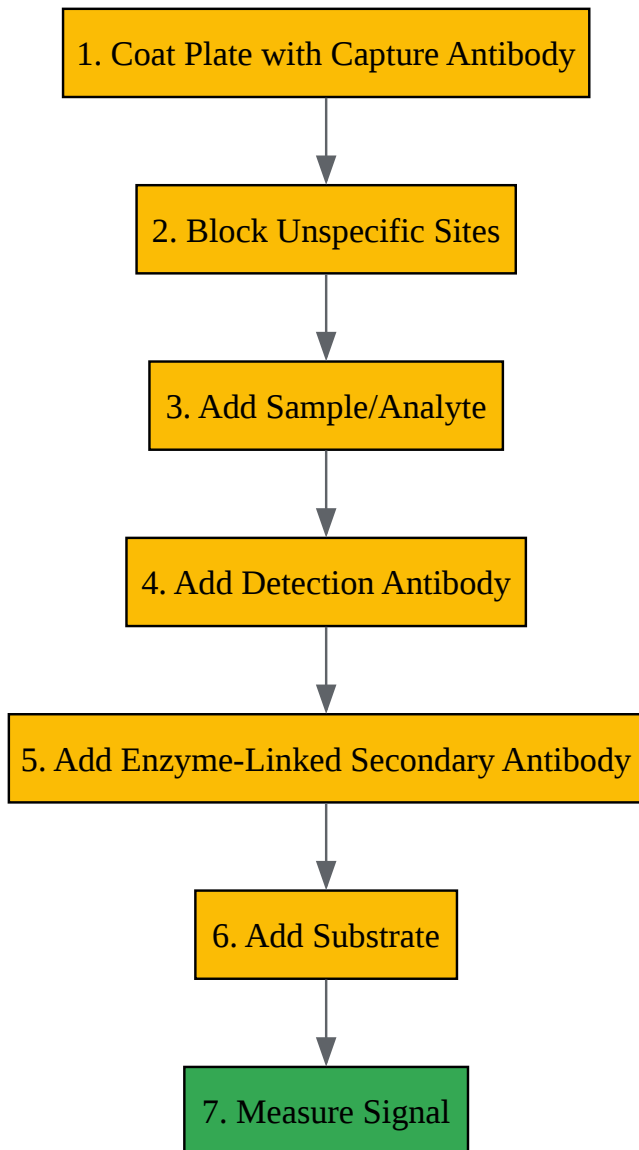 1. Coat Plate with Capture Antibody
2. Block Unspecific Sites
3. Add Sample/Analyte
4. Add Detection Antibody
5. Add Enzyme-Linked Secondary Antibody
6. Add Substrate
7. Measure Signal